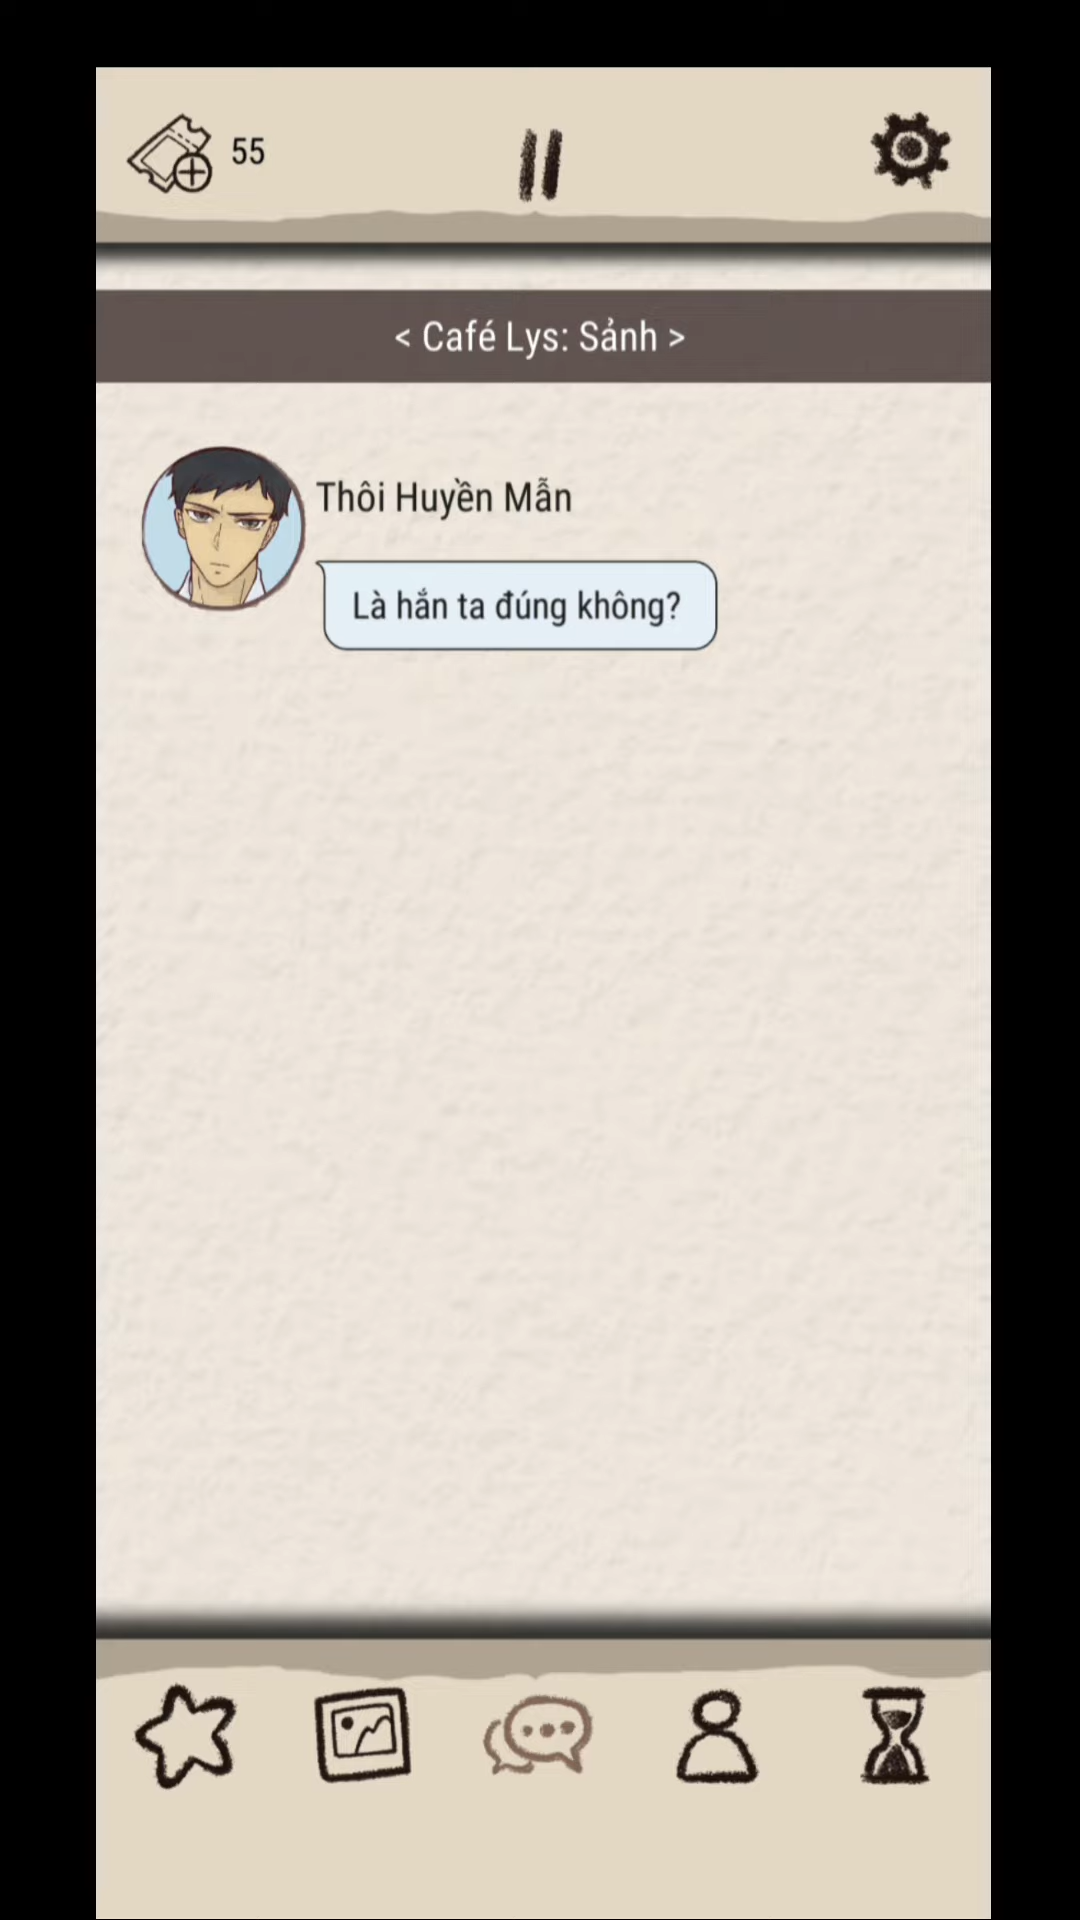 55
< Café Lys: Sảnh >
Thôi Huyền Mẫn
Là hắn ta đúng không?